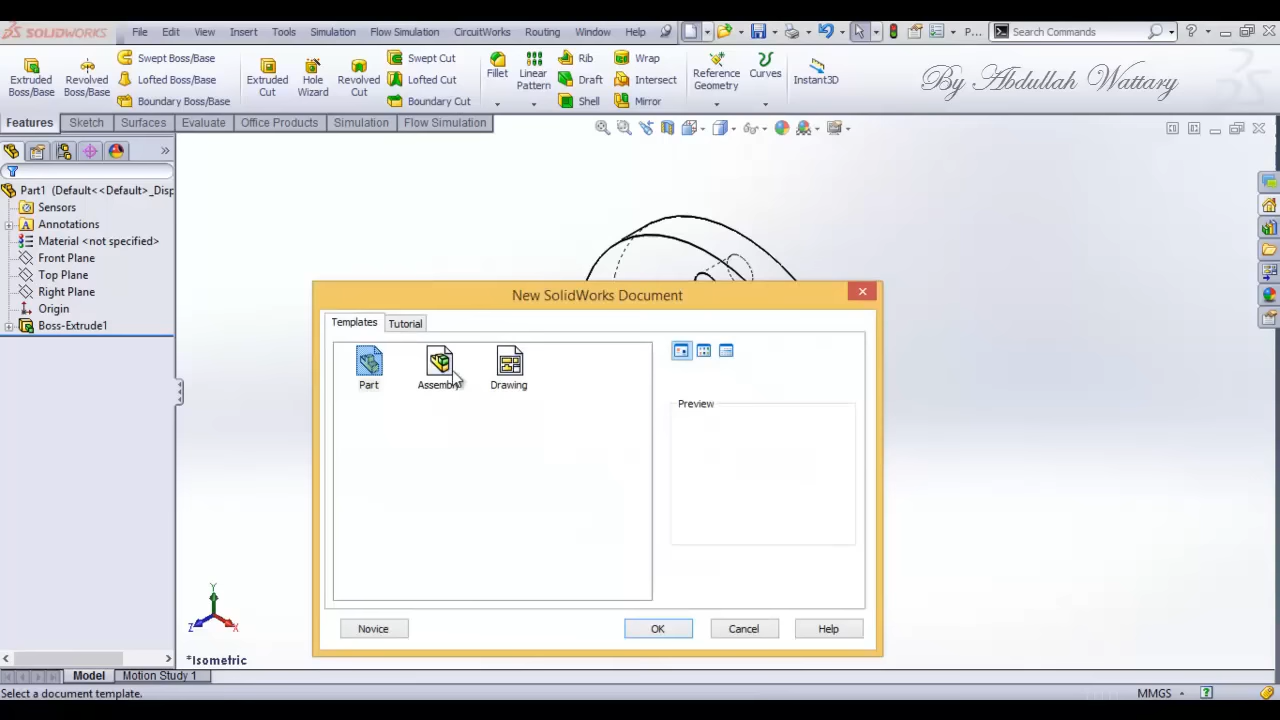 SOLIDWORKS File Edit View Insert Tools Simulation Flow Simulation CircuitWorks Routing Window Help P... Search Commands
Extruded Boss/Base
Revolved Boss/Base
Swept Boss/Base
Lofted Boss/Base
Boundary Boss/Base
Extruded Cut
Hole Wizard
Revolved Cut
Swept Cut
Lofted Cut
Boundary Cut
Fillet
Linear Pattern
Rib
Draft
Shell
Wrap
Intersect
Mirror
Reference Geometry
Curves
Instant3D
By Abdullah Wattary
Features Sketch Surfaces Evaluate Office Products Simulation Flow Simulation
Part1 (Default<<Default>_Disp
Sensors
Annotations
Material <not specified>
Front Plane
Top Plane
Right Plane
Origin
Boss-Extrude1
New SolidWorks Document
Templates Tutorial
Part Assembly Drawing
Preview
Novice OK Cancel Help
Y
Z X
*Isometric
Model Motion Study 1
Select a document template. MMGS